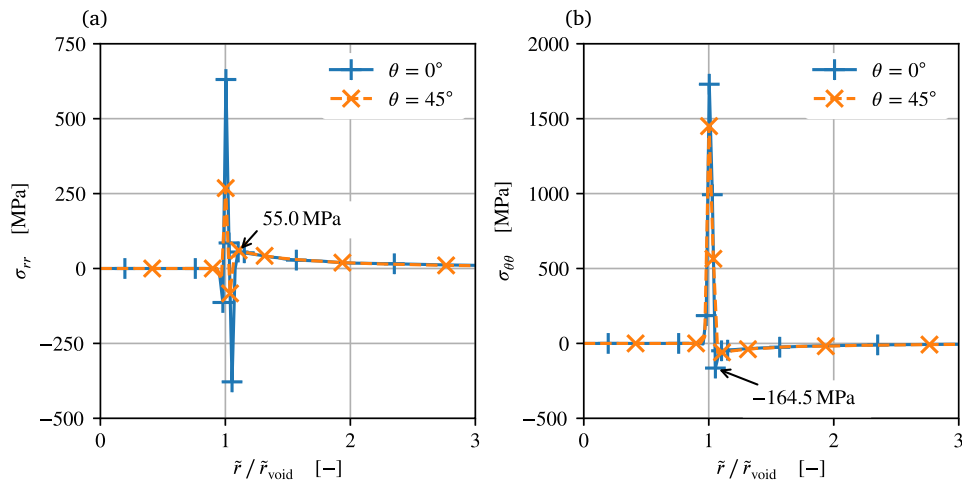 (a)
750
500
250
0
−250
−500
σrr [MPa]
θ = 0°
θ = 45°
55.0 MPa
0 1 2 3
r̃ / r̃void [−]
(b)
2000
1500
1000
500
0
−500
σθθ [MPa]
θ = 0°
θ = 45°
−164.5 MPa
0 1 2 3
r̃ / r̃void [−]